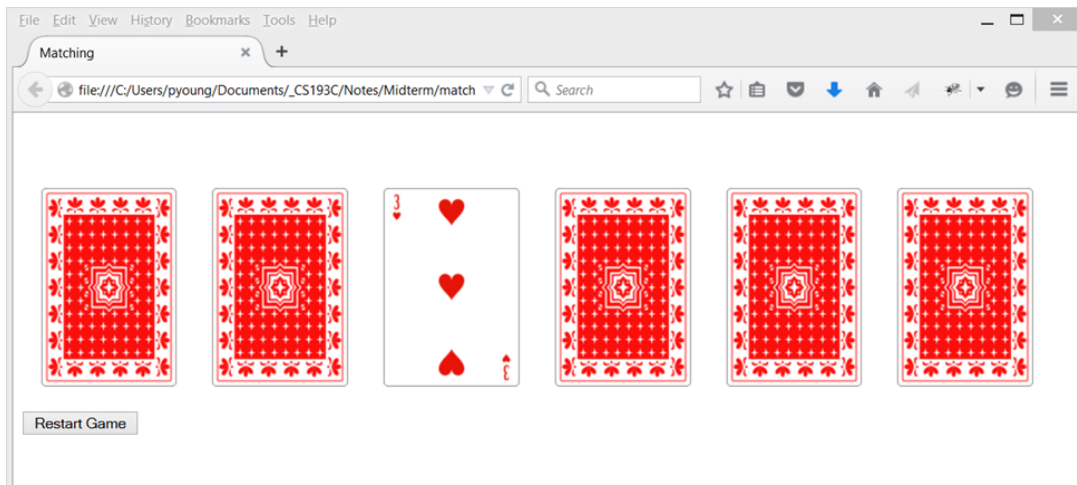 File Edit View History Bookmarks Tools Help
Matching
file:///C:/Users/pyoung/Documents/_CS193C/Notes/Midterm/match
Search
3
3
Restart Game